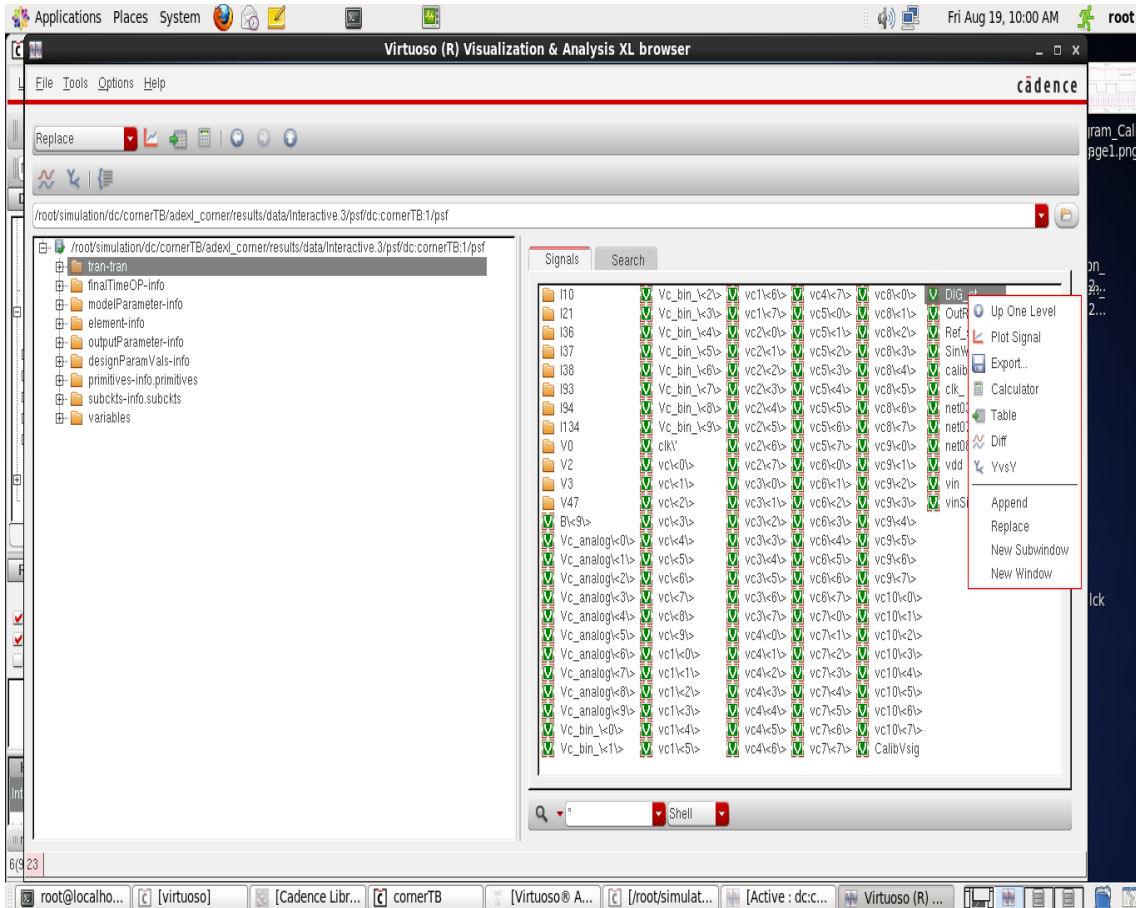 Applications Places System
Fri Aug 19, 10:00 AM
root
Virtuoso (R) Visualization & Analysis XL browser
File Tools Options Help
cādence
Replace
/root/simulation/dc/cornerTB/adexl_corner/results/data/Interactive.3/psf/dc:cornerTB:1/psf
/root/simulation/dc/cornerTB/adexl_corner/results/data/Interactive.3/psf/dc:cornerTB:1/psf
tran-tran
finalTimeOP-info
modelParameter-info
element-info
outputParameter-info
designParamVals-info
primitives-info.primitives
subckts-info.subckts
variables
Signals Search
I10
I21
I36
I37
I38
I93
I94
I134
V0
V2
V3
V47
B\<9\>
Vc_analog\<0\>
Vc_analog\<1\>
Vc_analog\<2\>
Vc_analog\<3\>
Vc_analog\<4\>
Vc_analog\<5\>
Vc_analog\<6\>
Vc_analog\<7\>
Vc_analog\<8\>
Vc_analog\<9\>
Vc_bin_\<0\>
Vc_bin_\<1\>
Vc_bin_\<2\>
Vc_bin_\<3\>
Vc_bin_\<4\>
Vc_bin_\<5\>
Vc_bin_\<6\>
Vc_bin_\<7\>
Vc_bin_\<8\>
Vc_bin_\<9\>
clk\'
vc\<0\>
vc\<1\>
vc\<2\>
vc\<3\>
vc\<4\>
vc\<5\>
vc\<6\>
vc\<7\>
vc\<8\>
vc\<9\>
vc1\<0\>
vc1\<1\>
vc1\<2\>
vc1\<3\>
vc1\<4\>
vc1\<5\>
vc1\<6\>
vc1\<7\>
vc2\<0\>
vc2\<1\>
vc2\<2\>
vc2\<3\>
vc2\<4\>
vc2\<5\>
vc2\<6\>
vc2\<7\>
vc3\<0\>
vc3\<1\>
vc3\<2\>
vc3\<3\>
vc3\<4\>
vc3\<5\>
vc3\<6\>
vc3\<7\>
vc4\<0\>
vc4\<1\>
vc4\<2\>
vc4\<3\>
vc4\<4\>
vc4\<5\>
vc4\<6\>
vc4\<7\>
vc5\<0\>
vc5\<1\>
vc5\<2\>
vc5\<3\>
vc5\<4\>
vc5\<5\>
vc5\<6\>
vc5\<7\>
vc6\<0\>
vc6\<1\>
vc6\<2\>
vc6\<3\>
vc6\<4\>
vc6\<5\>
vc6\<6\>
vc6\<7\>
vc7\<0\>
vc7\<1\>
vc7\<2\>
vc7\<3\>
vc7\<4\>
vc7\<5\>
vc7\<6\>
vc7\<7\>
vc8\<0\>
vc8\<1\>
vc8\<2\>
vc8\<3\>
vc8\<4\>
vc8\<5\>
vc8\<6\>
vc8\<7\>
vc9\<0\>
vc9\<1\>
vc9\<2\>
vc9\<3\>
vc9\<4\>
vc9\<5\>
vc9\<6\>
vc9\<7\>
vc10\<0\>
vc10\<1\>
vc10\<2\>
vc10\<3\>
vc10\<4\>
vc10\<5\>
vc10\<6\>
vc10\<7\>
CalibVsig
vdd
vin
Up One Level
Plot Signal
Export...
Calculator
Table
Diff
YvsY
Append
Replace
New Subwindow
New Window
* Shell
23
root@localho... [virtuoso] [Cadence Libr... cornerTB [Virtuoso® A... [/root/simulat... [Active : dc:c... Virtuoso (R) ...